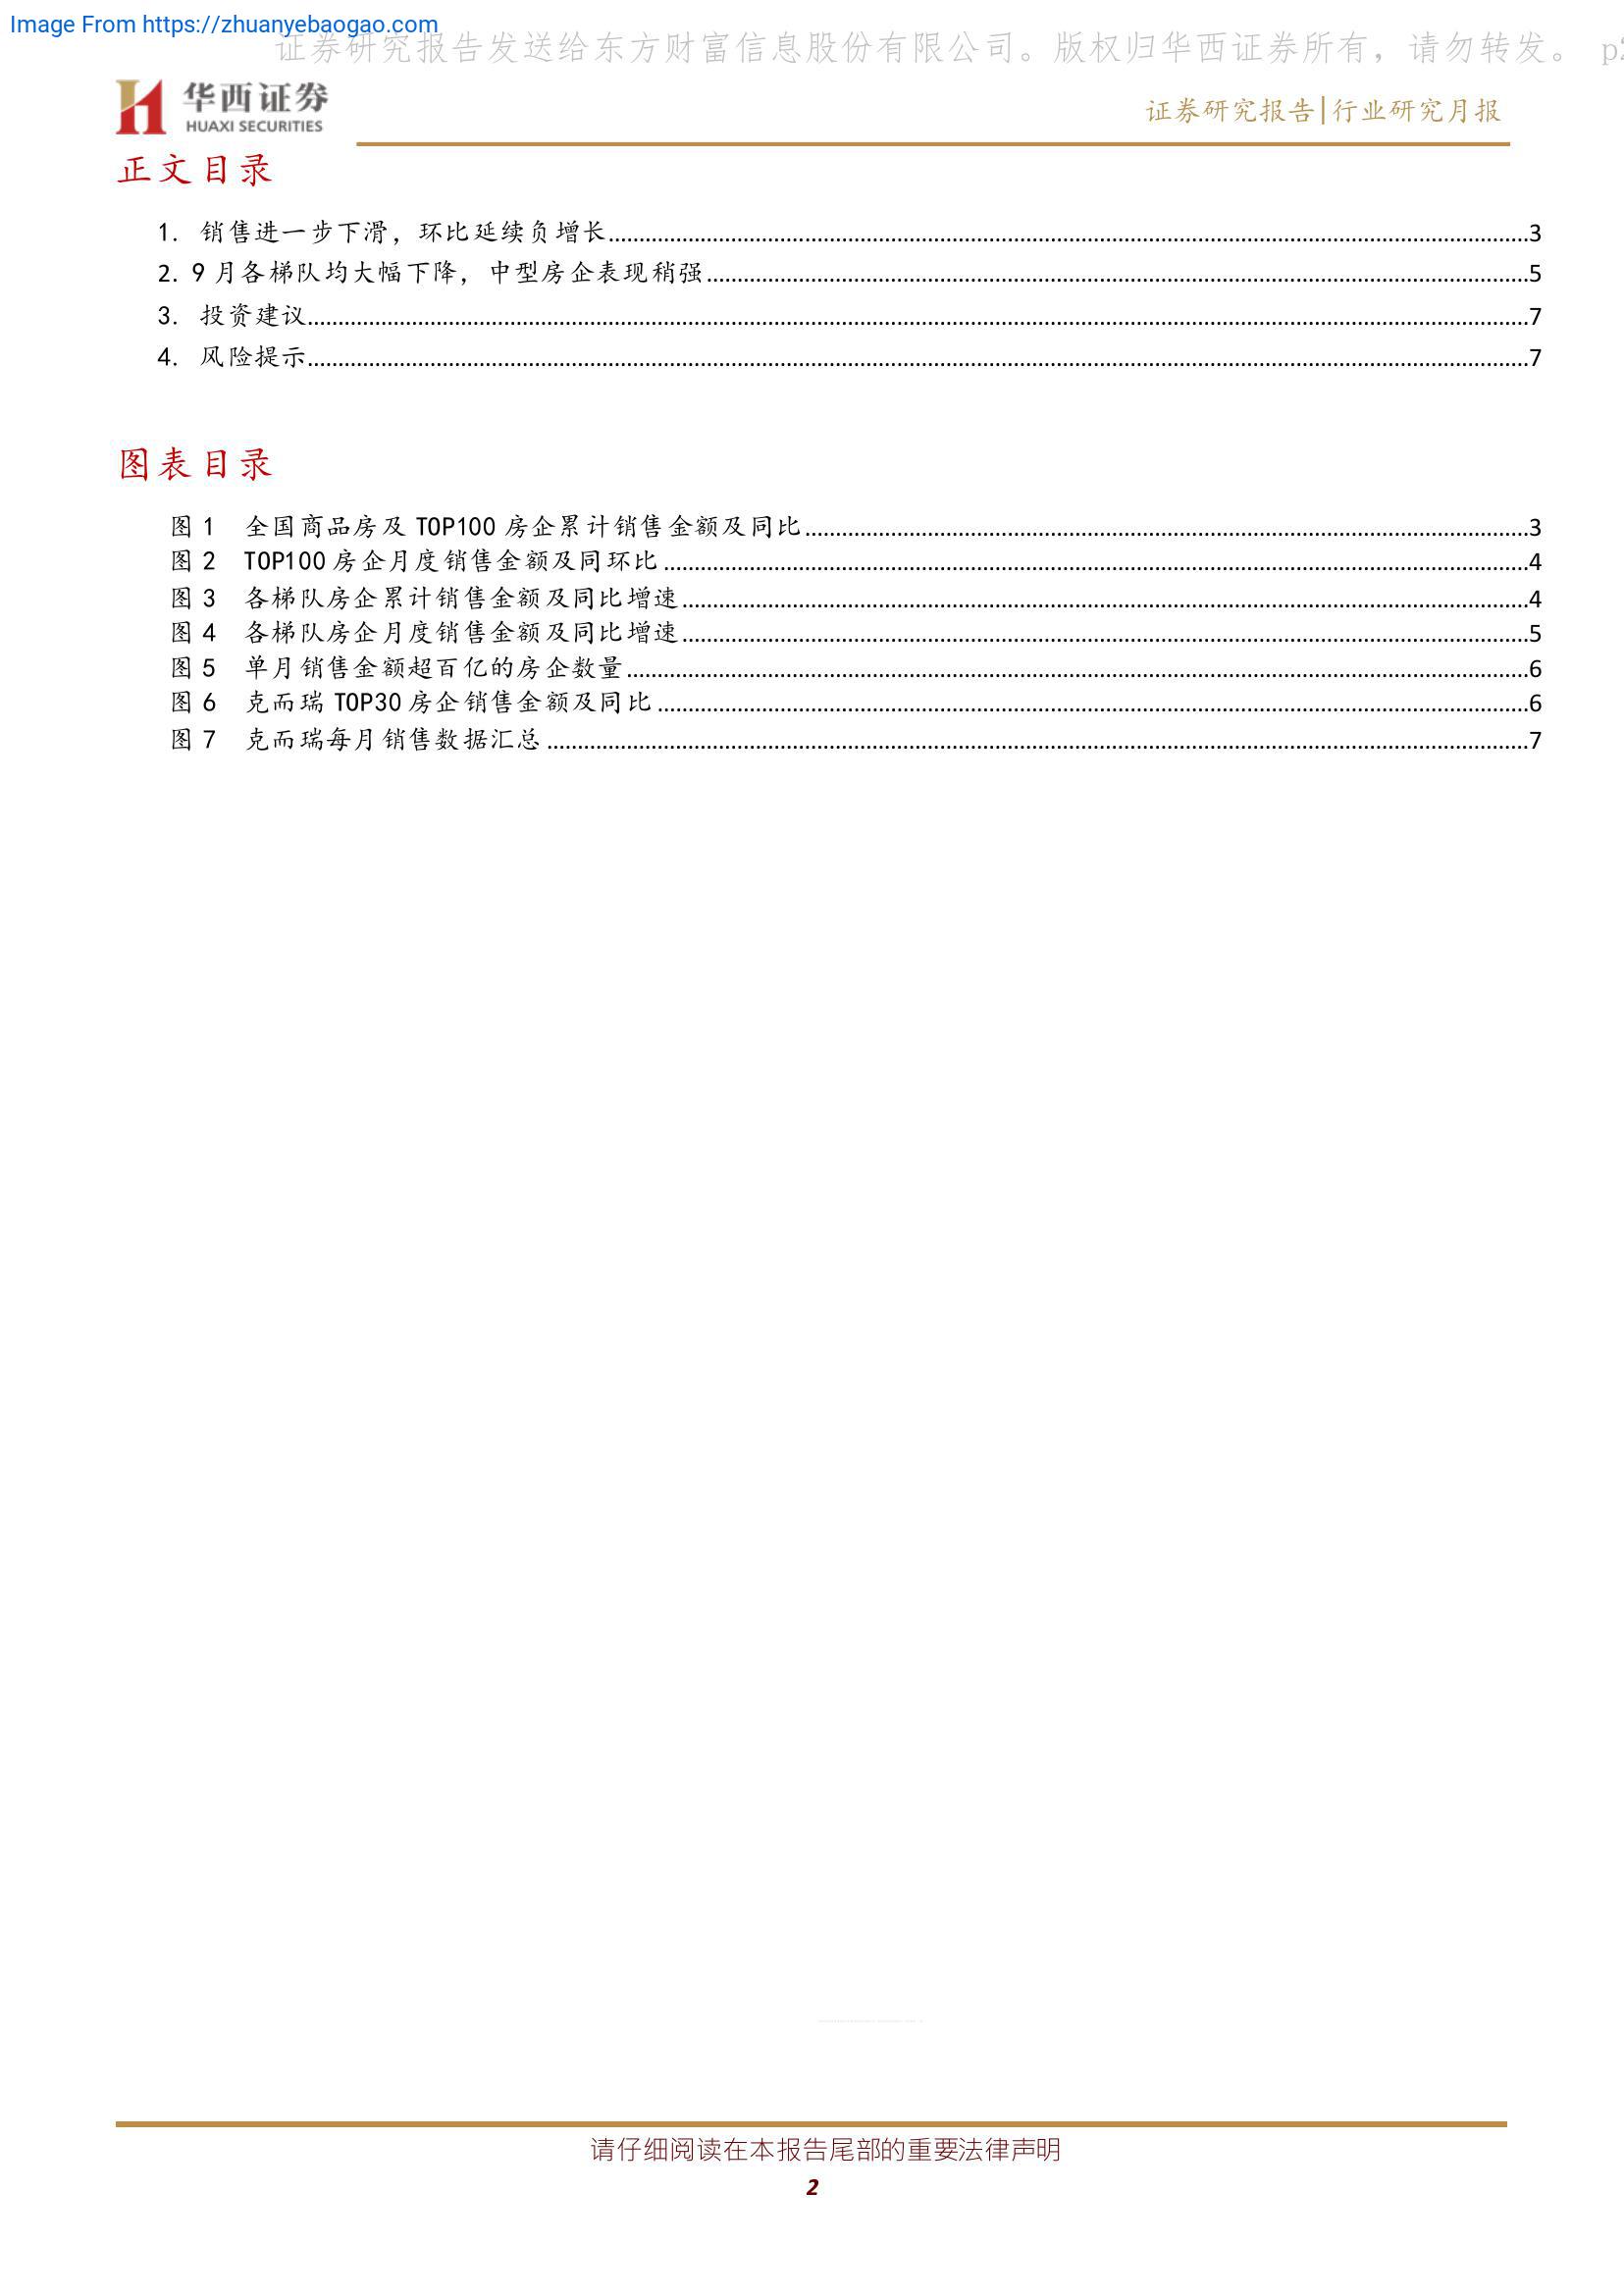 Image From https://zhuanyebaogao.com
证券研究报告发送给东方财富信息股份有限公司。版权归华西证券所有，请勿转发。 p2
华西证券
HUAXI SECURITIES
证券研究报告|行业研究月报
正文目录
1. 销售进一步下滑，环比延续负增长........3
2. 9 月各梯队均大幅下降，中型房企表现稍强........5
3. 投资建议........7
4. 风险提示........7
图表目录
图 1 全国商品房及 TOP100 房企累计销售金额及同比........3
图 2 TOP100 房企月度销售金额及同环比........4
图 3 各梯队房企累计销售金额及同比增速........4
图 4 各梯队房企月度销售金额及同比增速........5
图 5 单月销售金额超百亿的房企数量........6
图 6 克而瑞 TOP30 房企销售金额及同比........6
图 7 克而瑞每月销售数据汇总........7
请仔细阅读在本报告尾部的重要法律声明
2